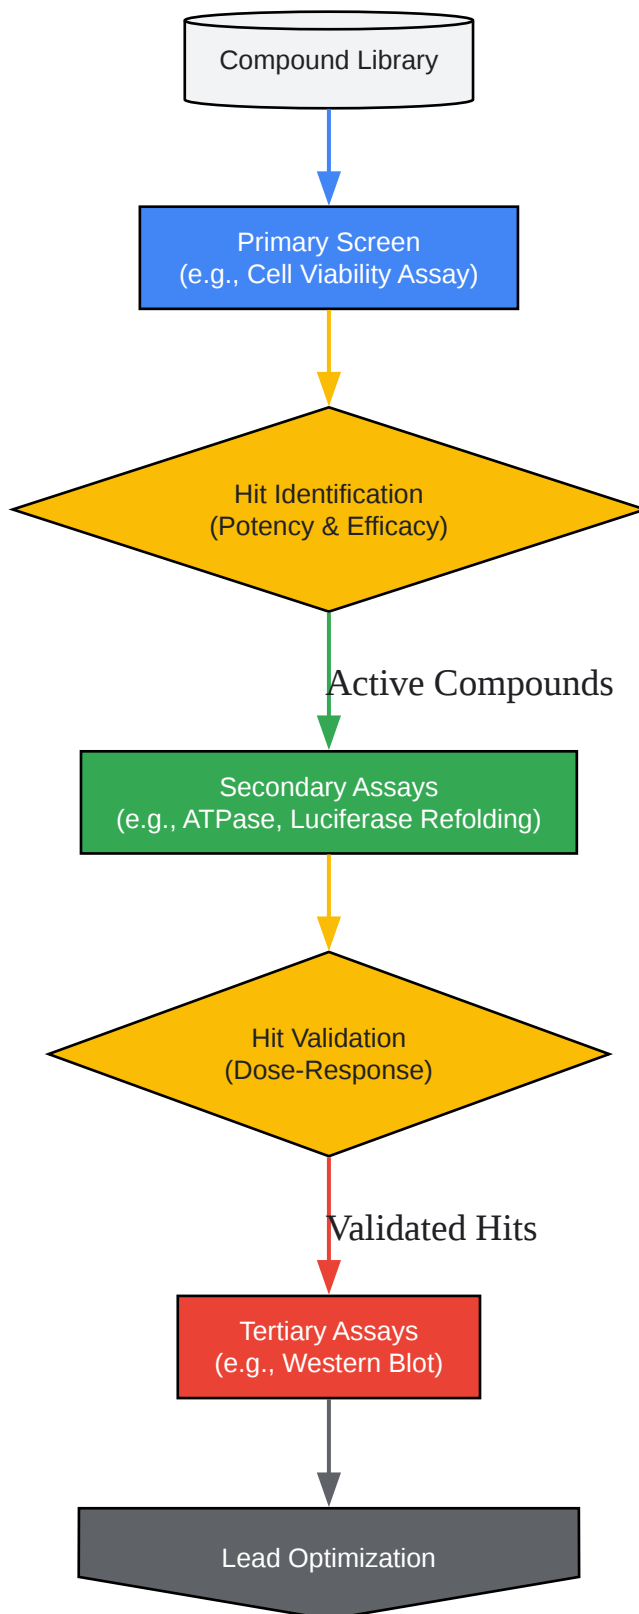 Compound Library
Primary Screen
(e.g., Cell Viability Assay)
Hit Identification
(Potency & Efficacy)
Active Compounds
Secondary Assays
(e.g., ATPase, Luciferase Refolding)
Hit Validation
(Dose-Response)
Validated Hits
Tertiary Assays
(e.g., Western Blot)
Lead Optimization